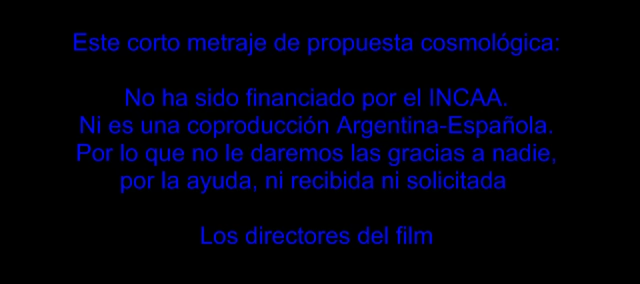 Este corto metraje de propuesta cosmológica:
No ha sido financiado por el INCAA.
Ni es una coproducción Argentina-Española.
Por lo que no le daremos las gracias a nadie,
por la ayuda, ni recibida ni solicitada
Los directores del film